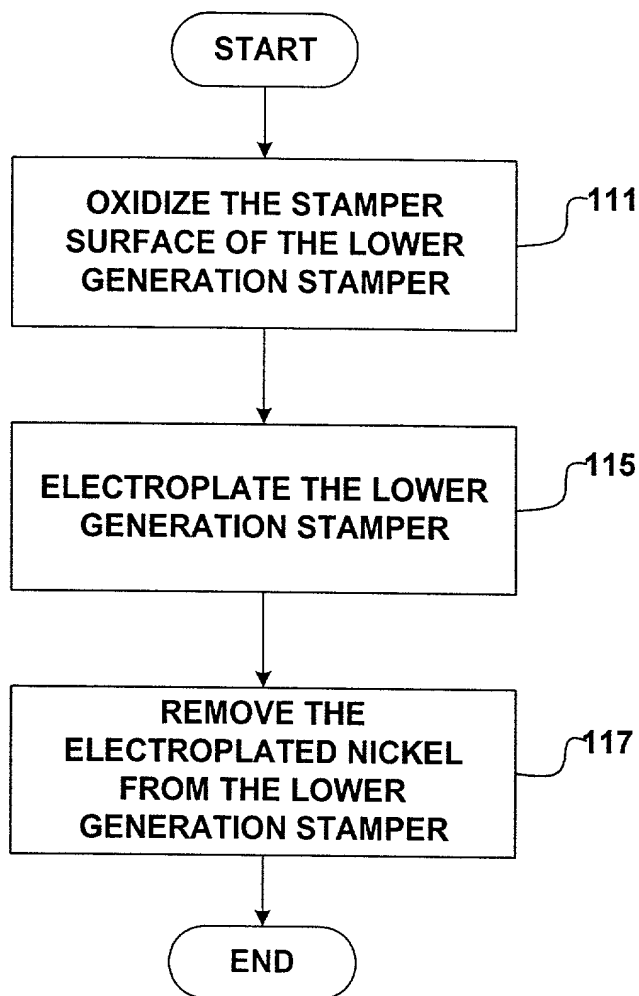 START
OXIDIZE THE STAMPER
SURFACE OF THE LOWER
GENERATION STAMPER
111
ELECTROPLATE THE LOWER
GENERATION STAMPER
115
REMOVE THE
ELECTROPLATED NICKEL
FROM THE LOWER
GENERATION STAMPER
117
END